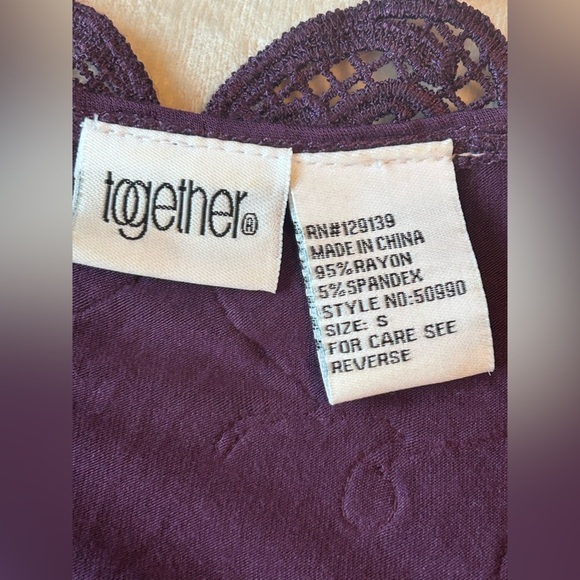 together®
RN#129139
MADE IN CHINA
95%RAYON
5%SPANDEX
STYLE NO:50990
SIZE: S
FOR CARE SEE
REVERSE